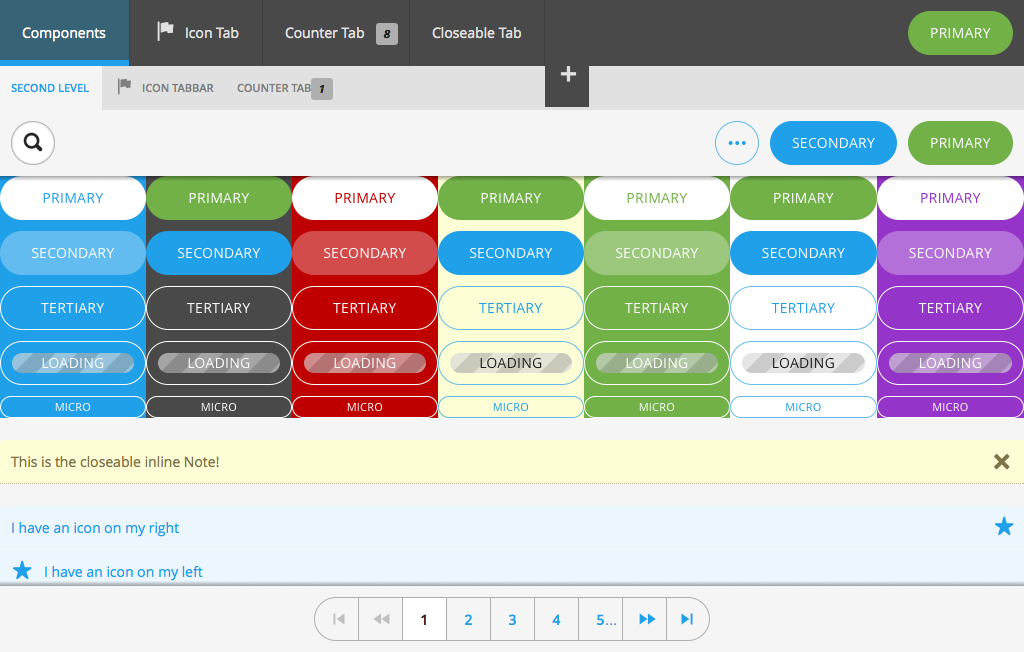 Components Icon Tab Counter Tab 8 Closeable Tab PRIMARY
+
SECOND LEVEL ICON TABBAR COUNTER TAB 1
... SECONDARY PRIMARY
PRIMARY PRIMARY PRIMARY PRIMARY PRIMARY PRIMARY PRIMARY
SECONDARY SECONDARY SECONDARY SECONDARY SECONDARY SECONDARY SECONDARY
TERTIARY TERTIARY TERTIARY TERTIARY TERTIARY TERTIARY TERTIARY
LOADING LOADING LOADING LOADING LOADING LOADING LOADING
MICRO MICRO MICRO MICRO MICRO MICRO MICRO
This is the closeable inline Note!
I have an icon on my right
I have an icon on my left
1 2 3 4 5...